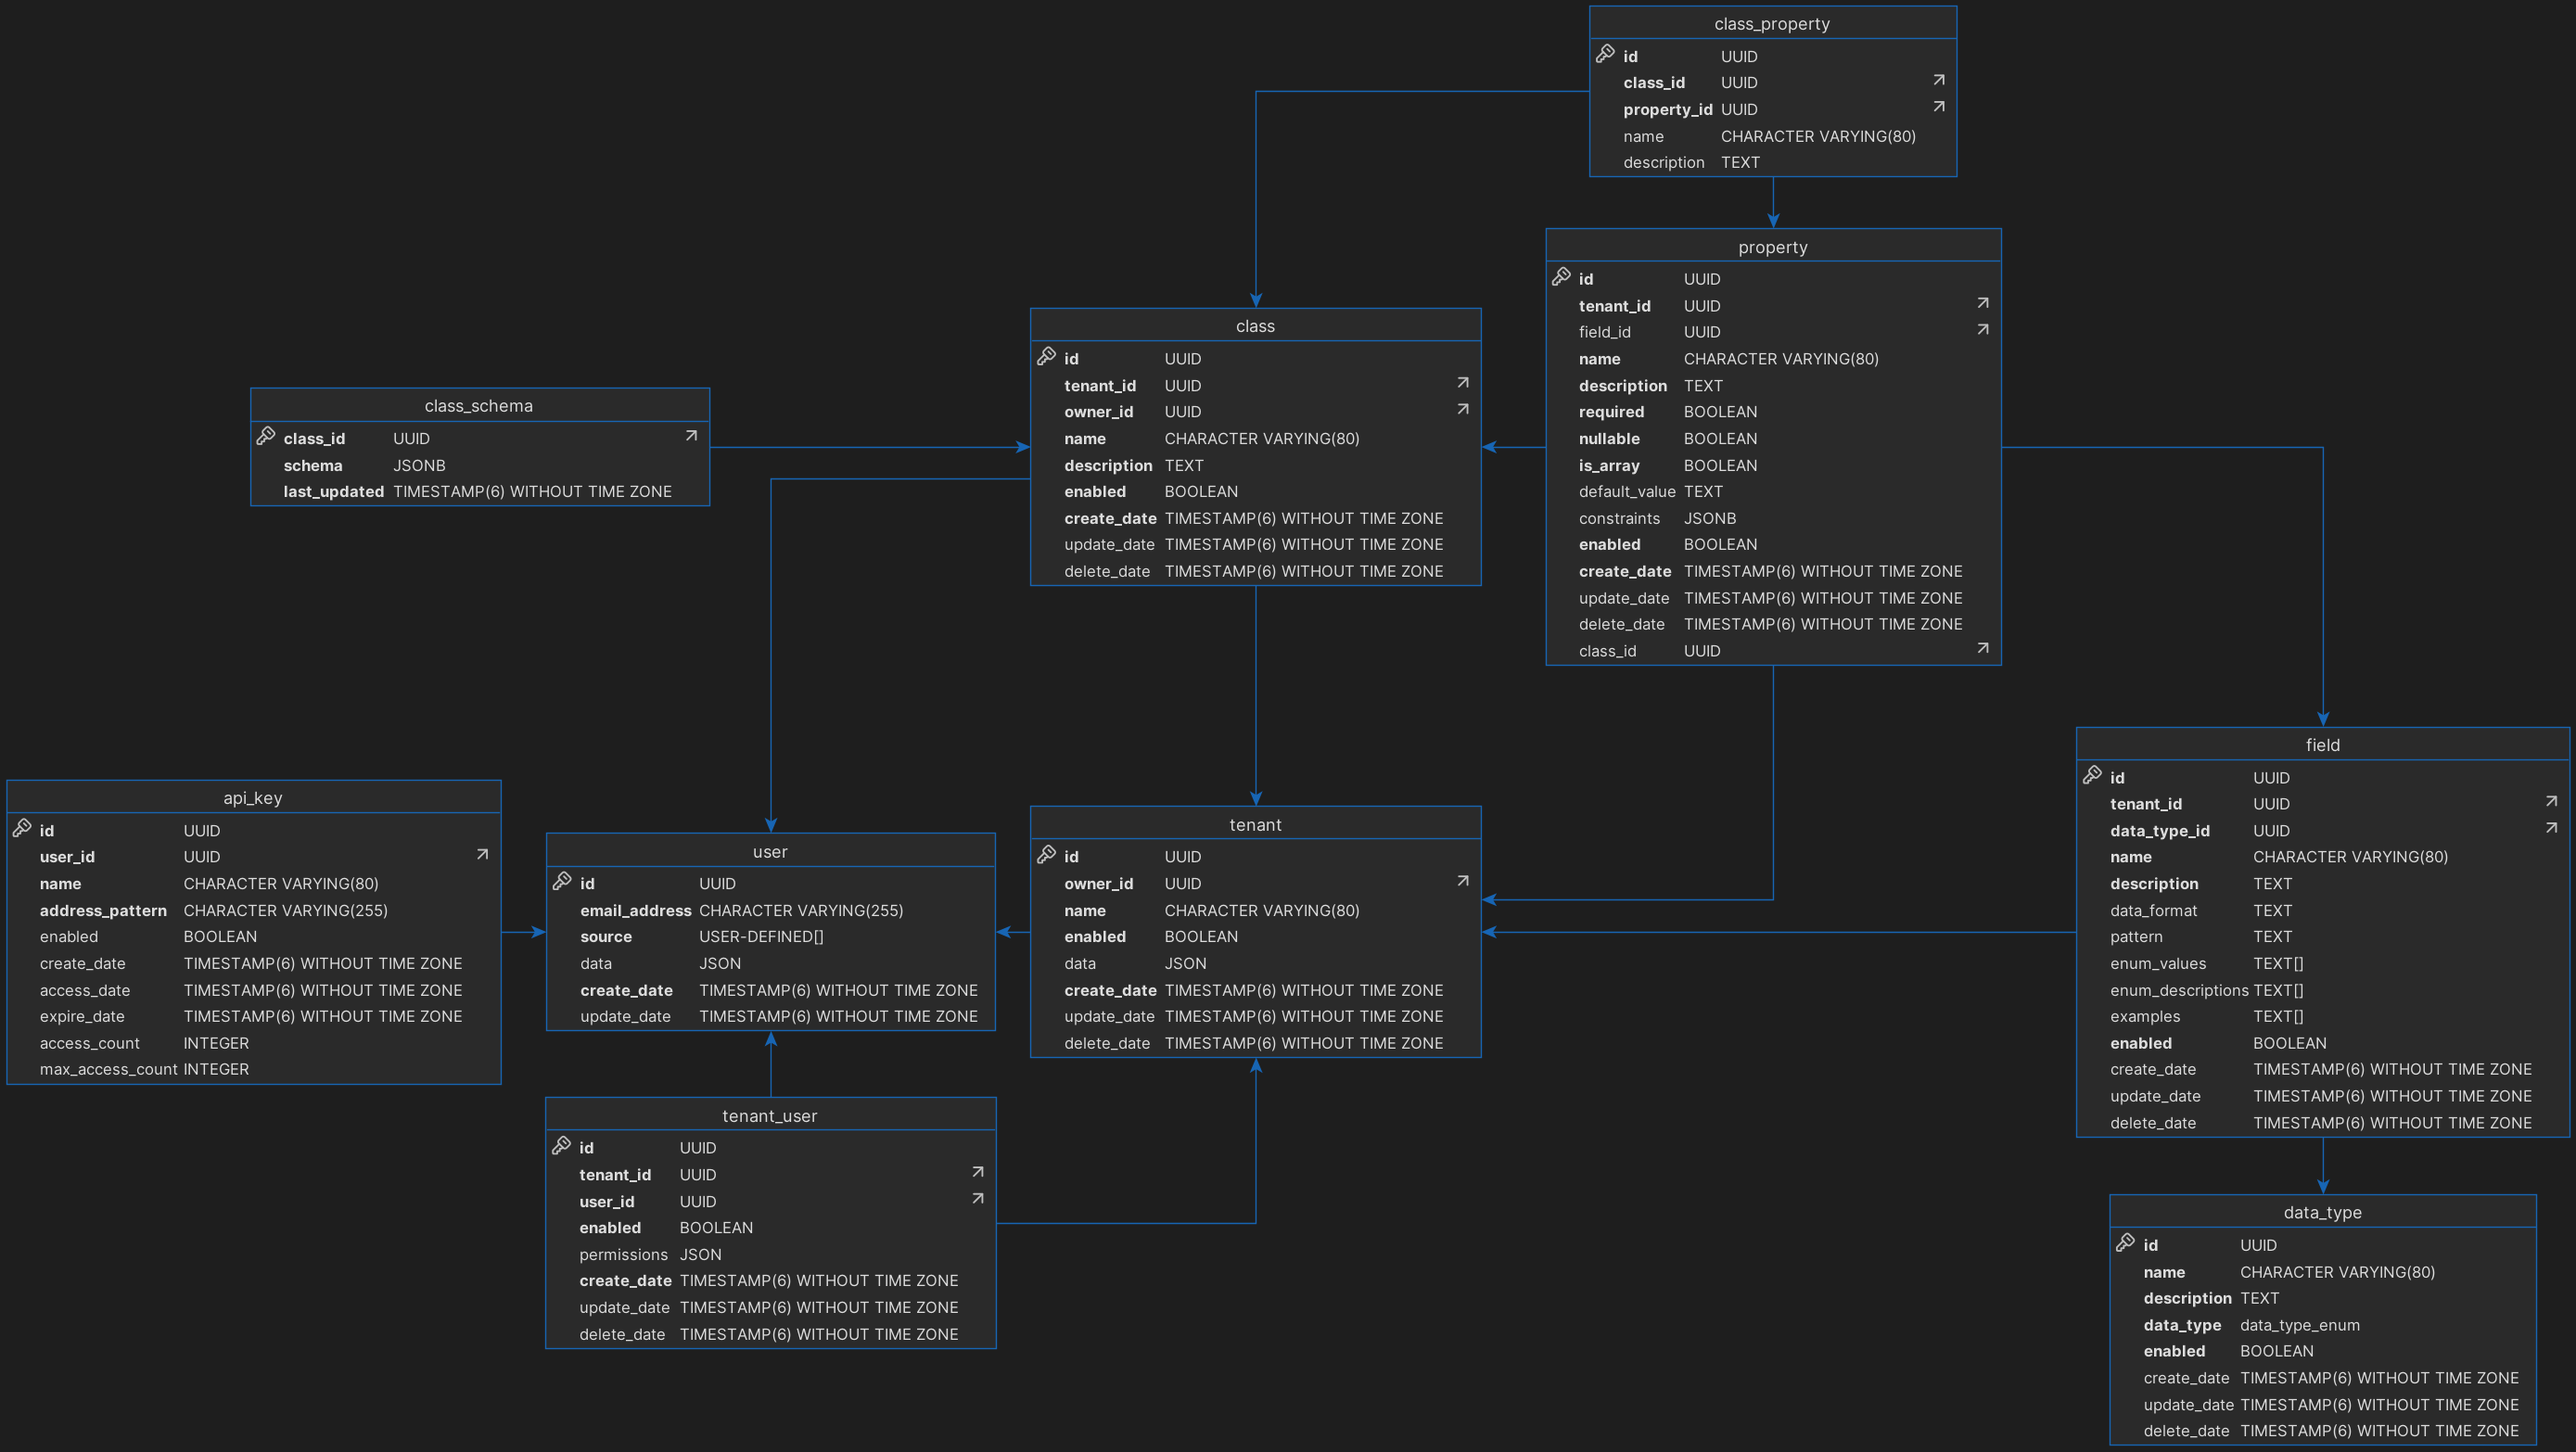 class_property
id UUID
class_id UUID
property_id UUID
name CHARACTER VARYING(80)
description TEXT
property
id UUID
tenant_id UUID
field_id UUID
name CHARACTER VARYING(80)
description TEXT
required BOOLEAN
nullable BOOLEAN
is_array BOOLEAN
default_value TEXT
constraints JSONB
enabled BOOLEAN
create_date TIMESTAMP(6) WITHOUT TIME ZONE
update_date TIMESTAMP(6) WITHOUT TIME ZONE
delete_date TIMESTAMP(6) WITHOUT TIME ZONE
class_id UUID
class
id UUID
tenant_id UUID
owner_id UUID
name CHARACTER VARYING(80)
description TEXT
enabled BOOLEAN
create_date TIMESTAMP(6) WITHOUT TIME ZONE
update_date TIMESTAMP(6) WITHOUT TIME ZONE
delete_date TIMESTAMP(6) WITHOUT TIME ZONE
class_schema
class_id UUID
schema JSONB
last_updated TIMESTAMP(6) WITHOUT TIME ZONE
api_key
id UUID
user_id UUID
name CHARACTER VARYING(80)
address_pattern CHARACTER VARYING(255)
enabled BOOLEAN
create_date TIMESTAMP(6) WITHOUT TIME ZONE
access_date TIMESTAMP(6) WITHOUT TIME ZONE
expire_date TIMESTAMP(6) WITHOUT TIME ZONE
access_count INTEGER
max_access_count INTEGER
user
id UUID
email_address CHARACTER VARYING(255)
source USER-DEFINED[]
data JSON
create_date TIMESTAMP(6) WITHOUT TIME ZONE
update_date TIMESTAMP(6) WITHOUT TIME ZONE
tenant
id UUID
owner_id UUID
name CHARACTER VARYING(80)
enabled BOOLEAN
data JSON
create_date TIMESTAMP(6) WITHOUT TIME ZONE
update_date TIMESTAMP(6) WITHOUT TIME ZONE
delete_date TIMESTAMP(6) WITHOUT TIME ZONE
field
id UUID
tenant_id UUID
data_type_id UUID
name CHARACTER VARYING(80)
description TEXT
data_format TEXT
pattern TEXT
enum_values TEXT[]
enum_descriptions TEXT[]
examples TEXT[]
enabled BOOLEAN
create_date TIMESTAMP(6) WITHOUT TIME ZONE
update_date TIMESTAMP(6) WITHOUT TIME ZONE
delete_date TIMESTAMP(6) WITHOUT TIME ZONE
tenant_user
id UUID
tenant_id UUID
user_id UUID
enabled BOOLEAN
permissions JSON
create_date TIMESTAMP(6) WITHOUT TIME ZONE
update_date TIMESTAMP(6) WITHOUT TIME ZONE
delete_date TIMESTAMP(6) WITHOUT TIME ZONE
data_type
id UUID
name CHARACTER VARYING(80)
description TEXT
data_type data_type_enum
enabled BOOLEAN
create_date TIMESTAMP(6) WITHOUT TIME ZONE
update_date TIMESTAMP(6) WITHOUT TIME ZONE
delete_date TIMESTAMP(6) WITHOUT TIME ZONE